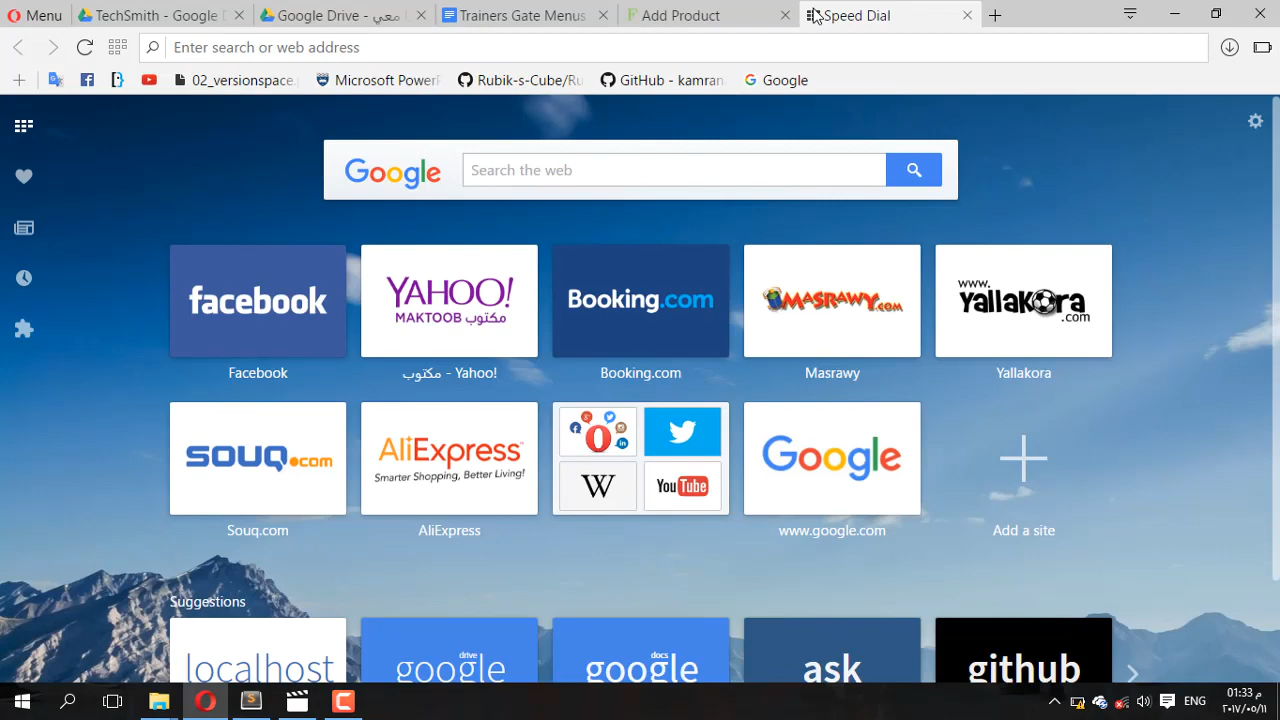 Menu
TechSmith - Google D
Google Drive - معي
Trainers Gate Menus
Add Produ
Speed Dial
Enter search or web address
02_versionspace.
Microsoft PowerP
Rubik-s-Cube/Ru
GitHub - kamran
Google
Google
Search the web
facebook
YAHOO!
MAKTOOB مكتوب
Booking.com
MASRAWY.COM
www.
Yallakora
.com
Facebook
مكتوب - Yahoo!
Booking.com
Masrawy
Yallakora
SOUQ.com
AliExpress
Smarter Shopping, Better Living!
W
YouTube
Google
Souq.com
AliExpress
www.google.com
Add a site
Suggestions
localhost
drive
google
docs
google
ask
github
ENG
01:33 م
٢٠١٧/٠٥/١١